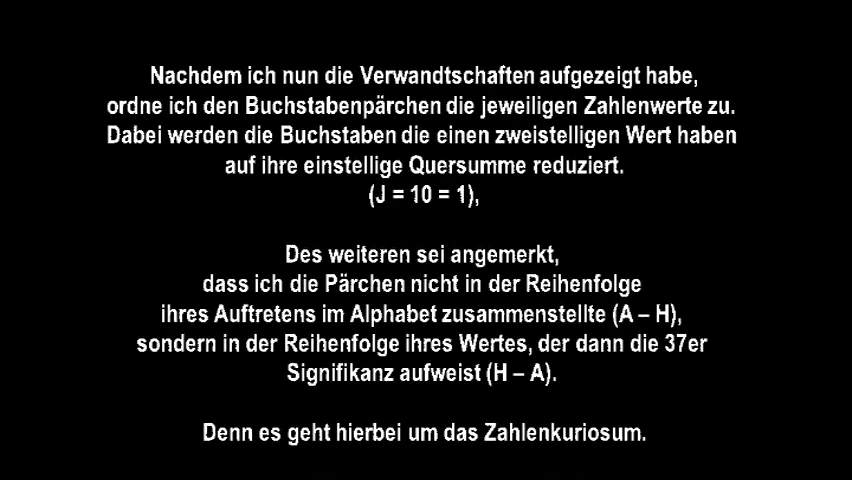 Nachdem ich nun die Verwandtschaften aufgezeigt habe,
ordne ich den Buchstabenpärchen die jeweiligen Zahlenwerte zu.
Dabei werden die Buchstaben die einen zweistelligen Wert haben
auf ihre einstellige Quersumme reduziert.
(J = 10 = 1),
Des weiteren sei angemerkt,
dass ich die Pärchen nicht in der Reihenfolge
ihres Auftretens im Alphabet zusammenstellte (A – H),
sondern in der Reihenfolge ihres Wertes, der dann die 37er
Signifikanz aufweist (H – A).
Denn es geht hierbei um das Zahlenkuriosum.